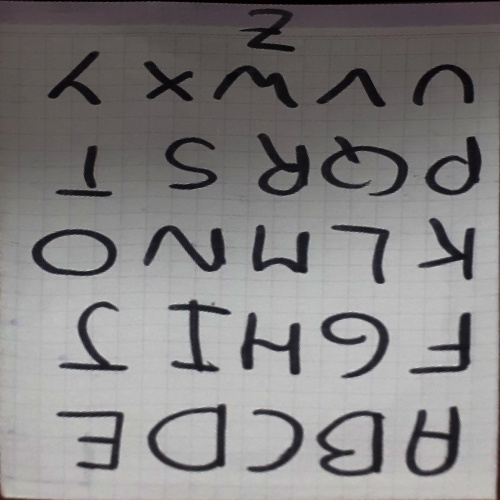 A B C D E
F G H I J
K L M N O
P Q R S T
U V W X Y
Z